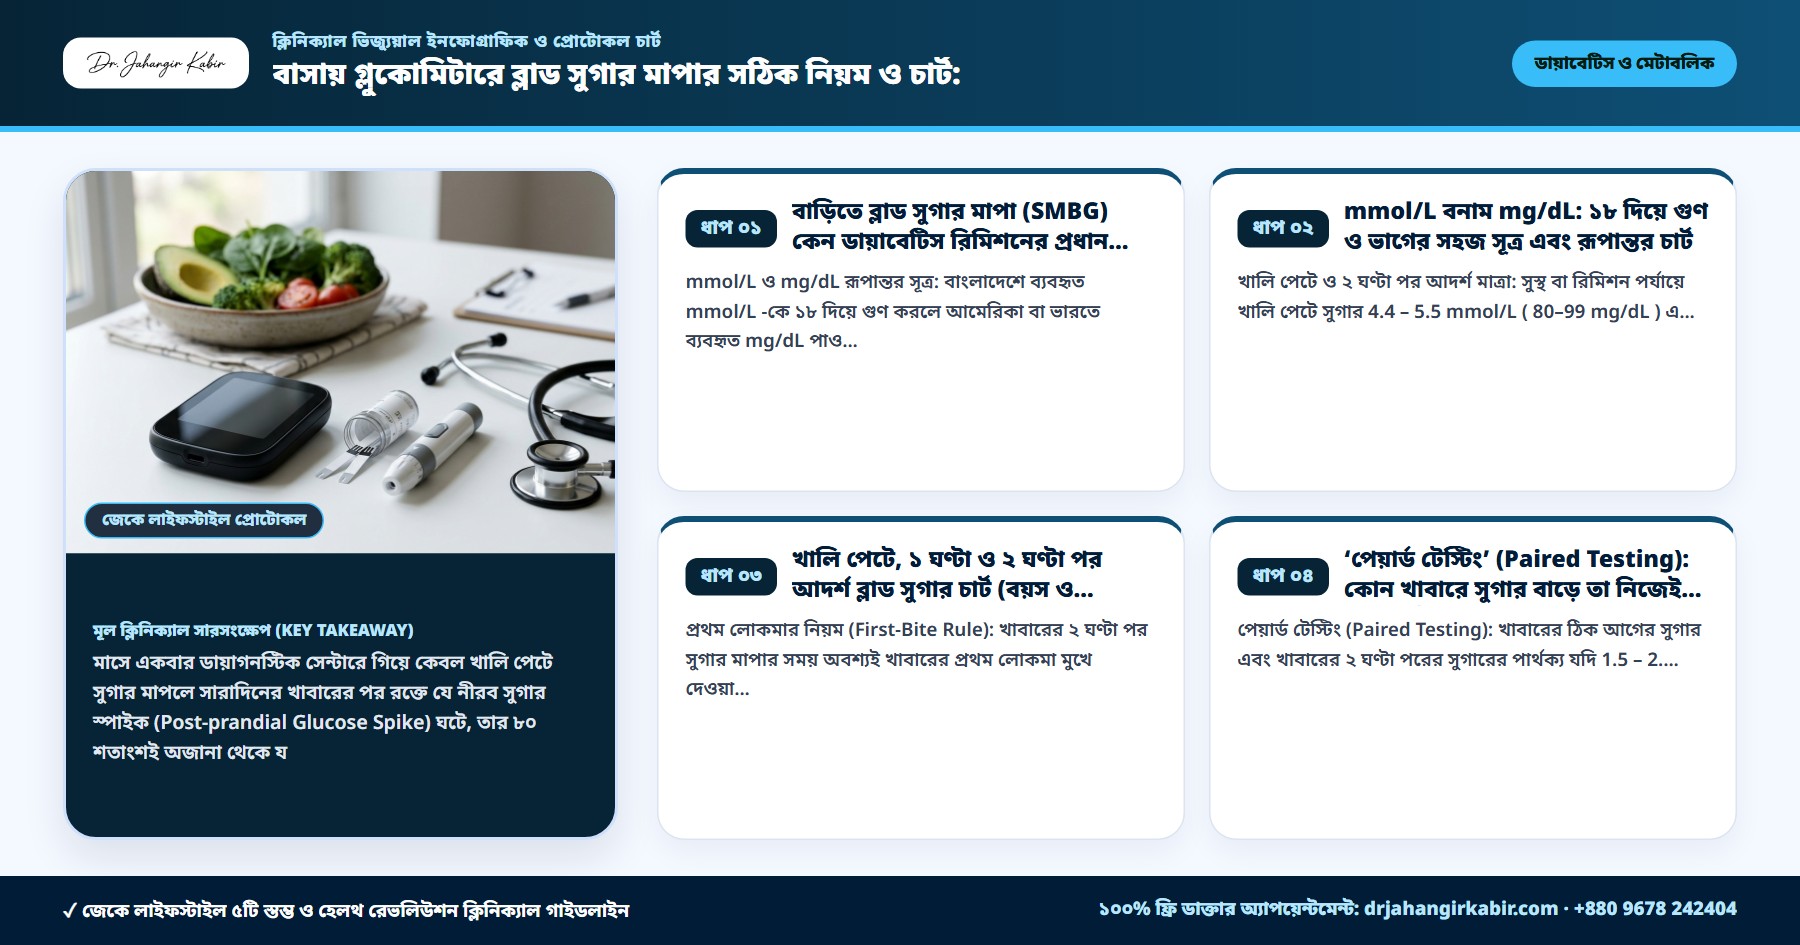 Dr. Jahangir Kabir
ক্লিনিক্যাল ভিজ্যুয়াল ইনফোগ্রাফিক ও প্রোটোকল চার্ট
বাসায় গ্লুকোমিটারে ব্লাড সুগার মাপার সঠিক নিয়ম ও চার্ট:
ডায়াবেটিস ও মেটাবলিক
জেকে লাইফস্টাইল প্রোটোকল
মূল ক্লিনিক্যাল সারসংক্ষেপ (KEY TAKEAWAY)
মাসে একবার ডায়াগনস্টিক সেন্টারে গিয়ে কেবল খালি পেটে
সুগার মাপলে সারাদিনের খাবারের পর রক্তে যে নীরব সুগার
স্পাইক (Post-prandial Glucose Spike) ঘটে, তার ৮০
শতাংশই অজানা থেকে য
ধাপ ০১
বাড়িতে ব্লাড সুগার মাপা (SMBG)
কেন ডায়াবেটিস রিমিশনের প্রধান...
mmol/L ও mg/dL রূপান্তর সূত্র: বাংলাদেশে ব্যবহৃত
mmol/L -কে ১৮ দিয়ে গুণ করলে আমেরিকা বা ভারতে
ব্যবহৃত mg/dL পাও...
ধাপ ০২
mmol/L বনাম mg/dL: ১৮ দিয়ে গুণ
ও ভাগের সহজ সূত্র এবং রূপান্তর চার্ট
খালি পেটে ও ২ ঘণ্টা পর আদর্শ মাত্রা: সুস্থ বা রিমিশন পর্যায়ে
খালি পেটে সুগার 4.4 – 5.5 mmol/L ( 80–99 mg/dL ) এ...
ধাপ ০৩
খালি পেটে, ১ ঘণ্টা ও ২ ঘণ্টা পর
আদর্শ ব্লাড সুগার চার্ট (বয়স ও...
প্রথম লোকমার নিয়ম (First-Bite Rule): খাবারের ২ ঘণ্টা পর
সুগার মাপার সময় অবশ্যই খাবারের প্রথম লোকমা মুখে
দেওয়া...
ধাপ ০৪
‘পেয়ার্ড টেস্টিং’ (Paired Testing):
কোন খাবারে সুগার বাড়ে তা নিজেই...
পেয়ার্ড টেস্টিং (Paired Testing): খাবারের ঠিক আগের সুগার
এবং খাবারের ২ ঘণ্টা পরের সুগারের পার্থক্য যদি 1.5 – 2....
✓ জেকে লাইফস্টাইল ৫টি স্তম্ভ ও হেলথ রেভলিউশন ক্লিনিক্যাল গাইডলাইন
১০০% ফ্রি ডাক্তার অ্যাপয়েন্টমেন্ট: drjahangirkabir.com · +880 9678 242404